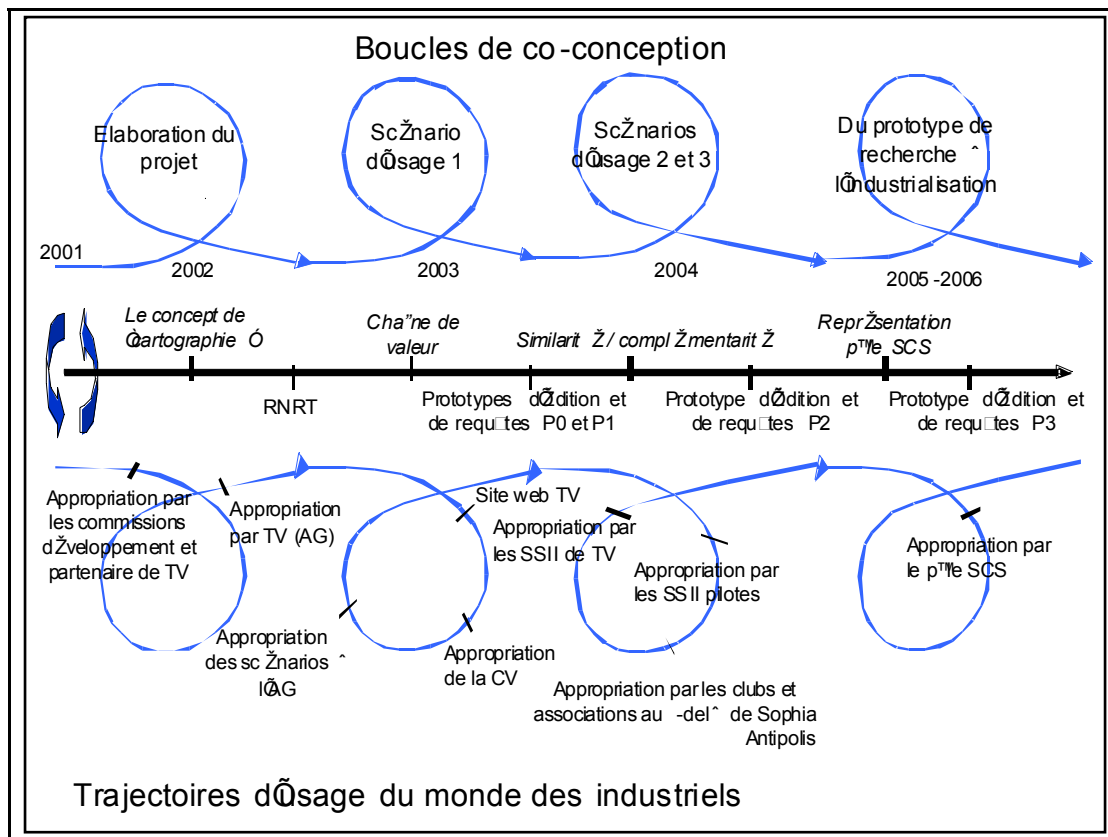 Boucles de co-conception
Elaboration du
projet
ScŽnario
dÕusage 1
ScŽnarios
dÕusage 2 et 3
Du prototype de
recherche ˆ
lÕindustrialisation
2001
2002
2003
2004
2005-2006
Le concept de
Òcartographie Ó
Cha”ne de
valeur
Similarit Ž / compl Žmentarit Ž
ReprŽsentation
p™le SCS
RNRT
Prototypes dÕŽdition et
de requ□tes P0 et P1
Prototype dÕŽdition et
de requ□tes P2
Prototype dÕŽdition et
de requ□tes P3
Appropriation par
les commissions
dŽveloppement et
partenaire de TV
Appropriation
par TV (AG)
Site web TV
Appropriation par
les SSII de TV
Appropriation par
les SSII pilotes
Appropriation par
le p™le SCS
Appropriation
des sc Žnarios ˆ
lÕAG
Appropriation
de la CV
Appropriation par les clubs et
associations au -delˆ de Sophia
Antipolis
Trajectoires dÕusage du monde des industriels